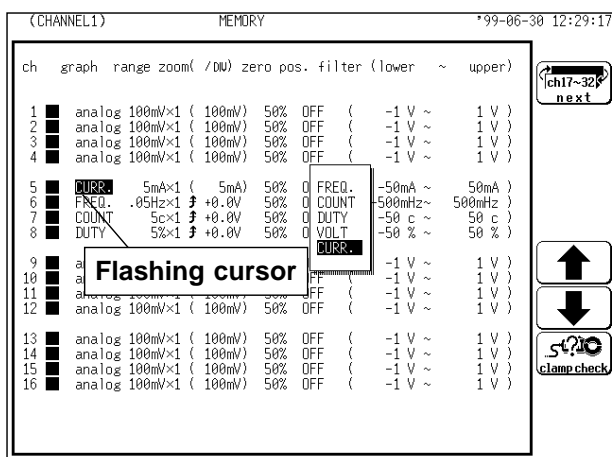 (CHANNEL1) MEMORY '99-06-30 12:29:17
ch graph range zoom( /DIV) zero pos. filter (lower ~ upper)
1 analog 100mV×1 ( 100mV) 50% OFF ( -1 V ~ 1 V )
2 analog 100mV×1 ( 100mV) 50% OFF ( -1 V ~ 1 V )
3 analog 100mV×1 ( 100mV) 50% OFF ( -1 V ~ 1 V )
4 analog 100mV×1 ( 100mV) 50% OFF ( -1 V ~ 1 V )
5 CURR. 5mA×1 ( 5mA) 50% O -50mA ~ 50mA )
6 FREQ. .05Hz×1 +0.0V 50% O -500mHz~ 500mHz )
7 COUNT 5c×1 +0.0V 50% O -50 c ~ 50 c )
8 DUTY 5%×1 +0.0V 50% O -50 % ~ 50 % )
FREQ.
COUNT
DUTY
VOLT
CURR.
Flashing cursor
9 a -1 V ~ 1 V )
10 a -1 V ~ 1 V )
11 analog 100mV×1 ( 100mV) 50% OFF ( -1 V ~ 1 V )
12 analog 100mV×1 ( 100mV) 50% OFF ( -1 V ~ 1 V )
13 analog 100mV×1 ( 100mV) 50% OFF ( -1 V ~ 1 V )
14 analog 100mV×1 ( 100mV) 50% OFF ( -1 V ~ 1 V )
15 analog 100mV×1 ( 100mV) 50% OFF ( -1 V ~ 1 V )
16 analog 100mV×1 ( 100mV) 50% OFF ( -1 V ~ 1 V )
ch17~32
next
clamp check